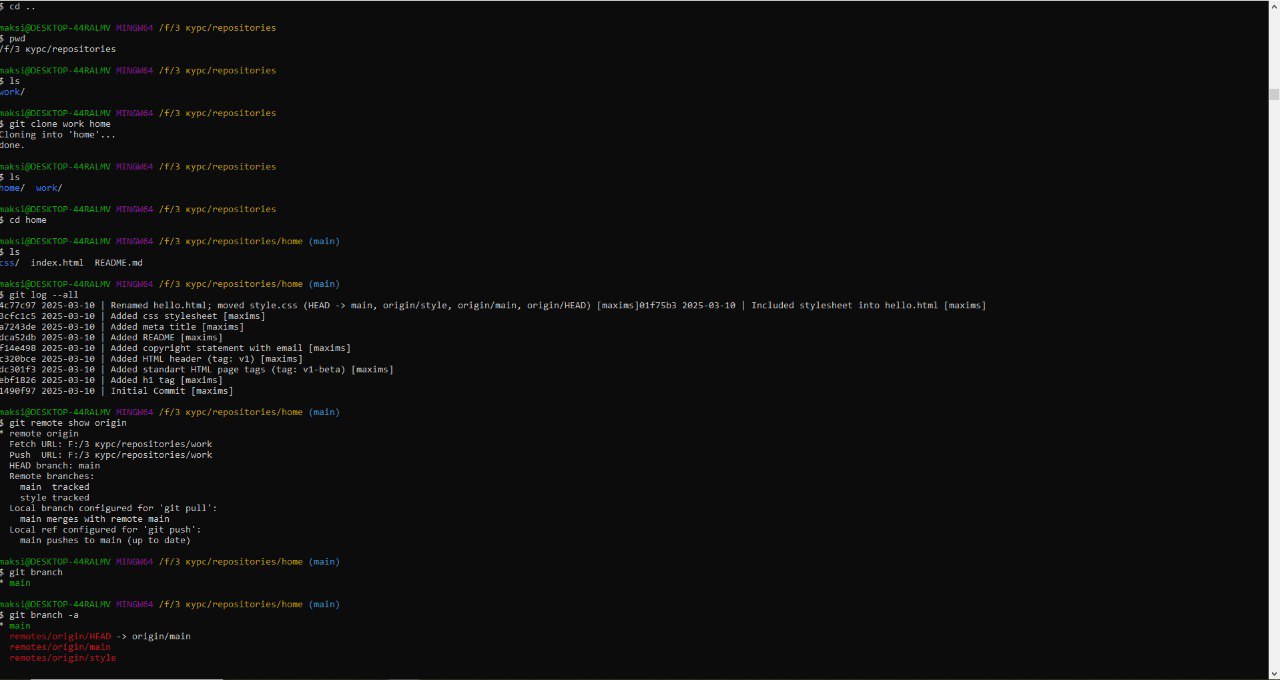 $ cd ..
maksi@DESKTOP-44RALMV MINGW64 /f/3 курс/repositories
$ pwd
/f/3 курс/repositories
maksi@DESKTOP-44RALMV MINGW64 /f/3 курс/repositories
$ ls
work/
maksi@DESKTOP-44RALMV MINGW64 /f/3 курс/repositories
$ git clone work home
Cloning into 'home'...
done.
maksi@DESKTOP-44RALMV MINGW64 /f/3 курс/repositories
$ ls
home/  work/
maksi@DESKTOP-44RALMV MINGW64 /f/3 курс/repositories
$ cd home
maksi@DESKTOP-44RALMV MINGW64 /f/3 курс/repositories/home (main)
$ ls
css/  index.html  README.md
maksi@DESKTOP-44RALMV MINGW64 /f/3 курс/repositories/home (main)
$ git log --all
4c77c97 2025-03-10 | Renamed hello.html; moved style.css (HEAD -> main, origin/style, origin/main, origin/HEAD) [maxims]01f75b3 2025-03-10 | Included stylesheet into hello.html [maxims]
3cfc1c5 2025-03-10 | Added css stylesheet [maxims]
a7243de 2025-03-10 | Added meta title [maxims]
dca52db 2025-03-10 | Added README [maxims]
f14e498 2025-03-10 | Added copyright statement with email [maxims]
c320bce 2025-03-10 | Added HTML header (tag: v1) [maxims]
dc301f3 2025-03-10 | Added standart HTML page tags (tag: v1-beta) [maxims]
ebf1826 2025-03-10 | Added h1 tag [maxims]
1490f97 2025-03-10 | Initial Commit [maxims]
maksi@DESKTOP-44RALMV MINGW64 /f/3 курс/repositories/home (main)
$ git remote show origin
* remote origin
  Fetch URL: F:/3 курс/repositories/work
  Push  URL: F:/3 курс/repositories/work
  HEAD branch: main
  Remote branches:
    main  tracked
    style tracked
  Local branch configured for 'git pull':
    main merges with remote main
  Local ref configured for 'git push':
    main pushes to main (up to date)
maksi@DESKTOP-44RALMV MINGW64 /f/3 курс/repositories/home (main)
$ git branch
* main
maksi@DESKTOP-44RALMV MINGW64 /f/3 курс/repositories/home (main)
$ git branch -a
* main
  remotes/origin/HEAD -> origin/main
  remotes/origin/main
  remotes/origin/style